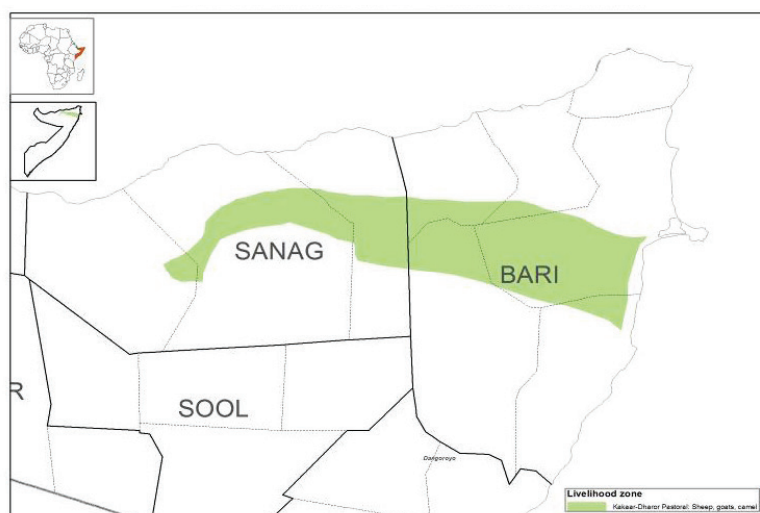 SANAG
BARI
R
SOOL
Dangoroyo
Livelihood zone
Kakaar-Dharor Pastoral: Sheep, goats, camel